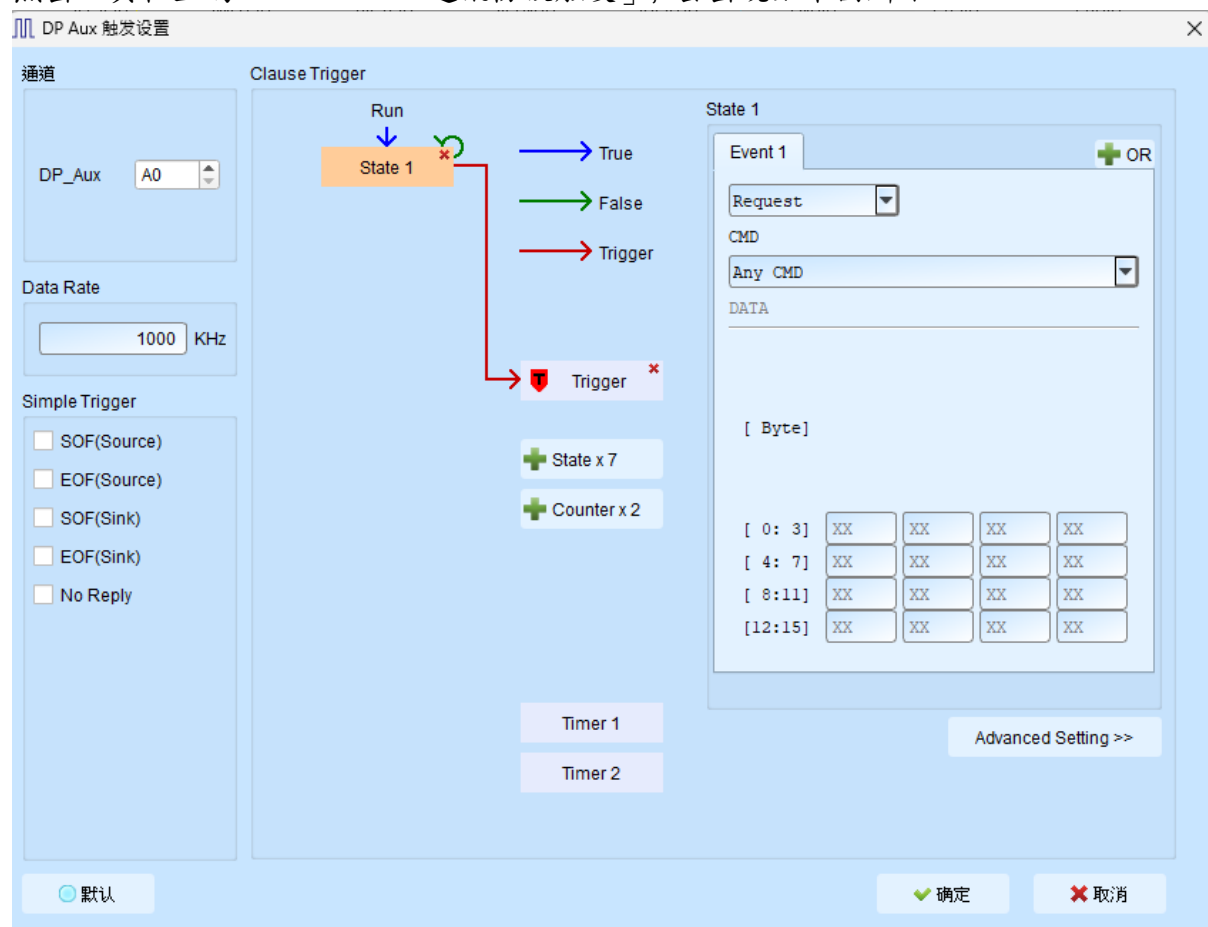 DP Aux 触发设置
通道
DP_Aux A0
Data Rate
1000 KHz
Simple Trigger
SOF(Source)
EOF(Source)
SOF(Sink)
EOF(Sink)
No Reply
Clause Trigger
Run
State 1
True
False
Trigger
T Trigger
State x 7
Counter x 2
Timer 1
Timer 2
State 1
Event 1
OR
Request
CMD
Any CMD
DATA
[ Byte]
[ 0: 3] XX XX XX XX
[ 4: 7] XX XX XX XX
[ 8:11] XX XX XX XX
[12:15] XX XX XX XX
Advanced Setting >>
默认
确定
取消